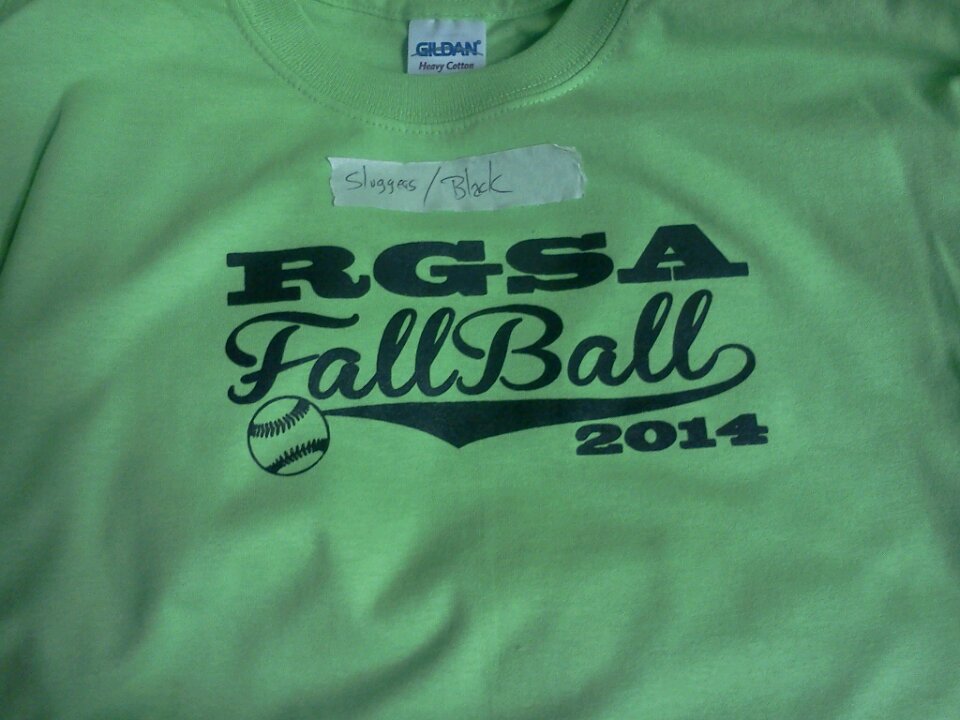 GILDAN
Heavy Cotton
Sluggers / Black
RGSA
FallBall
2014